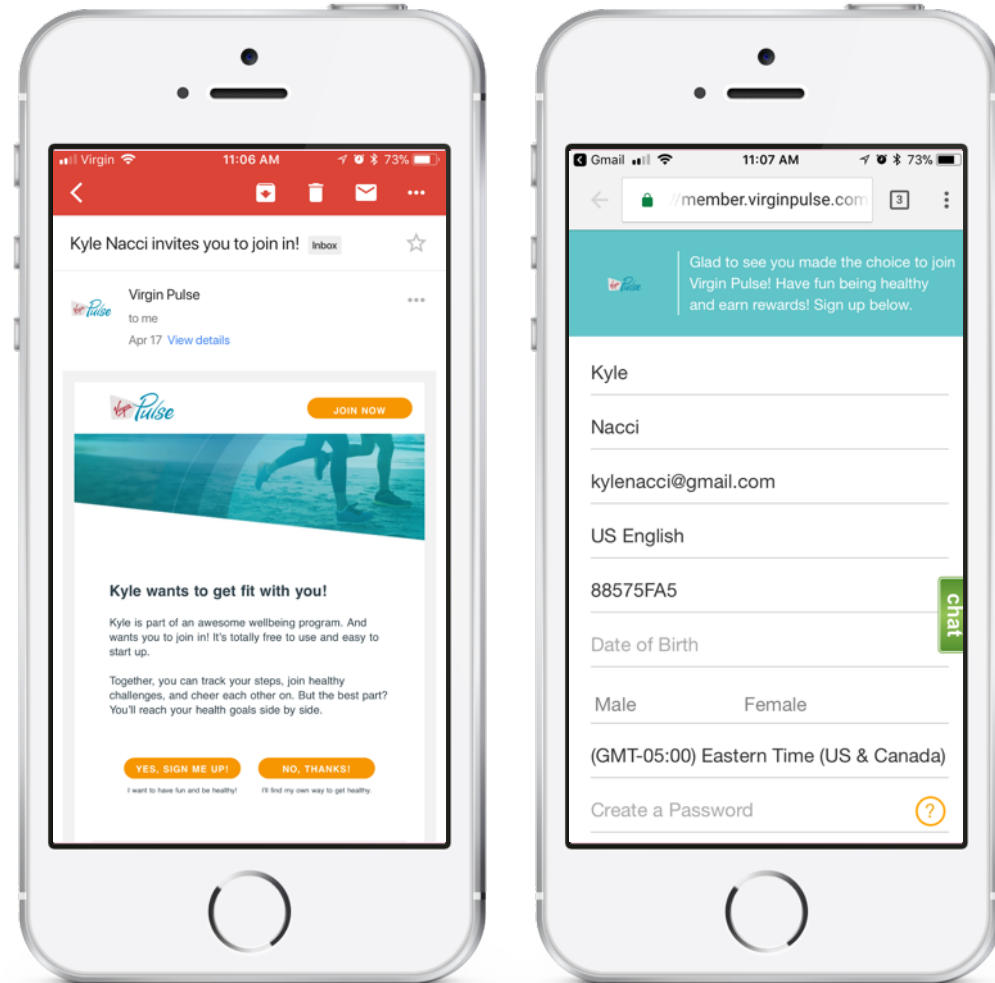 Virgin 11:06 AM 73%
Kyle Nacci invites you to join in! Inbox
Virgin Pulse
Virgin Pulse
to me
Apr 17 View details
Virgin Pulse
JOIN NOW
Kyle wants to get fit with you!
Kyle is part of an awesome wellbeing program. And
wants you to join in! It's totally free to use and easy to
start up.
Together, you can track your steps, join healthy
challenges, and cheer each other on. But the best part?
You'll reach your health goals side by side.
YES, SIGN ME UP! NO, THANKS!
I want to have fun and be healthy! I'll find my own way to get healthy.
Gmail 11:07 AM 73%
//member.virginpulse.com 3
Virgin Pulse
Glad to see you made the choice to join
Virgin Pulse! Have fun being healthy
and earn rewards! Sign up below.
Kyle
Nacci
kylenacci@gmail.com
US English
88575FA5
chat
Date of Birth
Male Female
(GMT-05:00) Eastern Time (US & Canada)
Create a Password ?